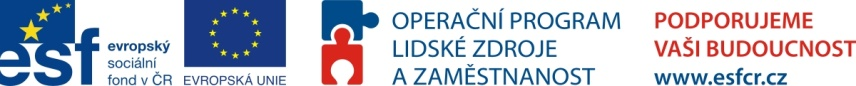 esf
evropský
sociální
fond v ČR
EVROPSKÁ UNIE
OPERAČNÍ PROGRAM
LIDSKÉ ZDROJE
A ZAMĚSTNANOST
PODPORUJEME
VAŠI BUDOUCNOST
www.esfcr.cz